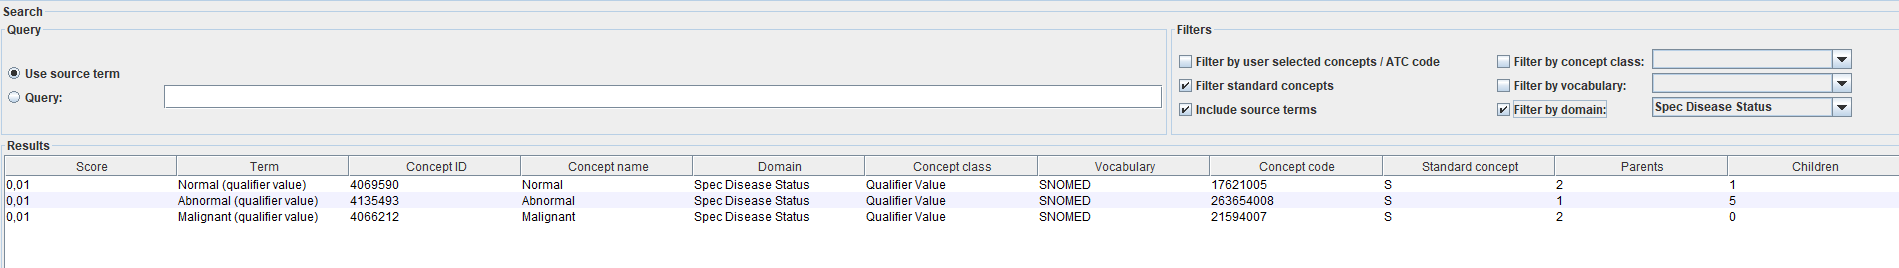 Search
Query
Use source term
Query:
Filters
Filter by user selected concepts / ATC code
Filter by concept class:
Filter standard concepts
Filter by vocabulary:
Include source terms
Filter by domain:
Spec Disease Status
Results
Score Term Concept ID Concept name Domain Concept class Vocabulary Concept code Standard concept Parents Children
0,01 Normal (qualifier value) 4069590 Normal Spec Disease Status Qualifier Value SNOMED 17621005 S 2 1
0,01 Abnormal (qualifier value) 4135493 Abnormal Spec Disease Status Qualifier Value SNOMED 263654008 S 1 5
0,01 Malignant (qualifier value) 4066212 Malignant Spec Disease Status Qualifier Value SNOMED 21594007 S 2 0